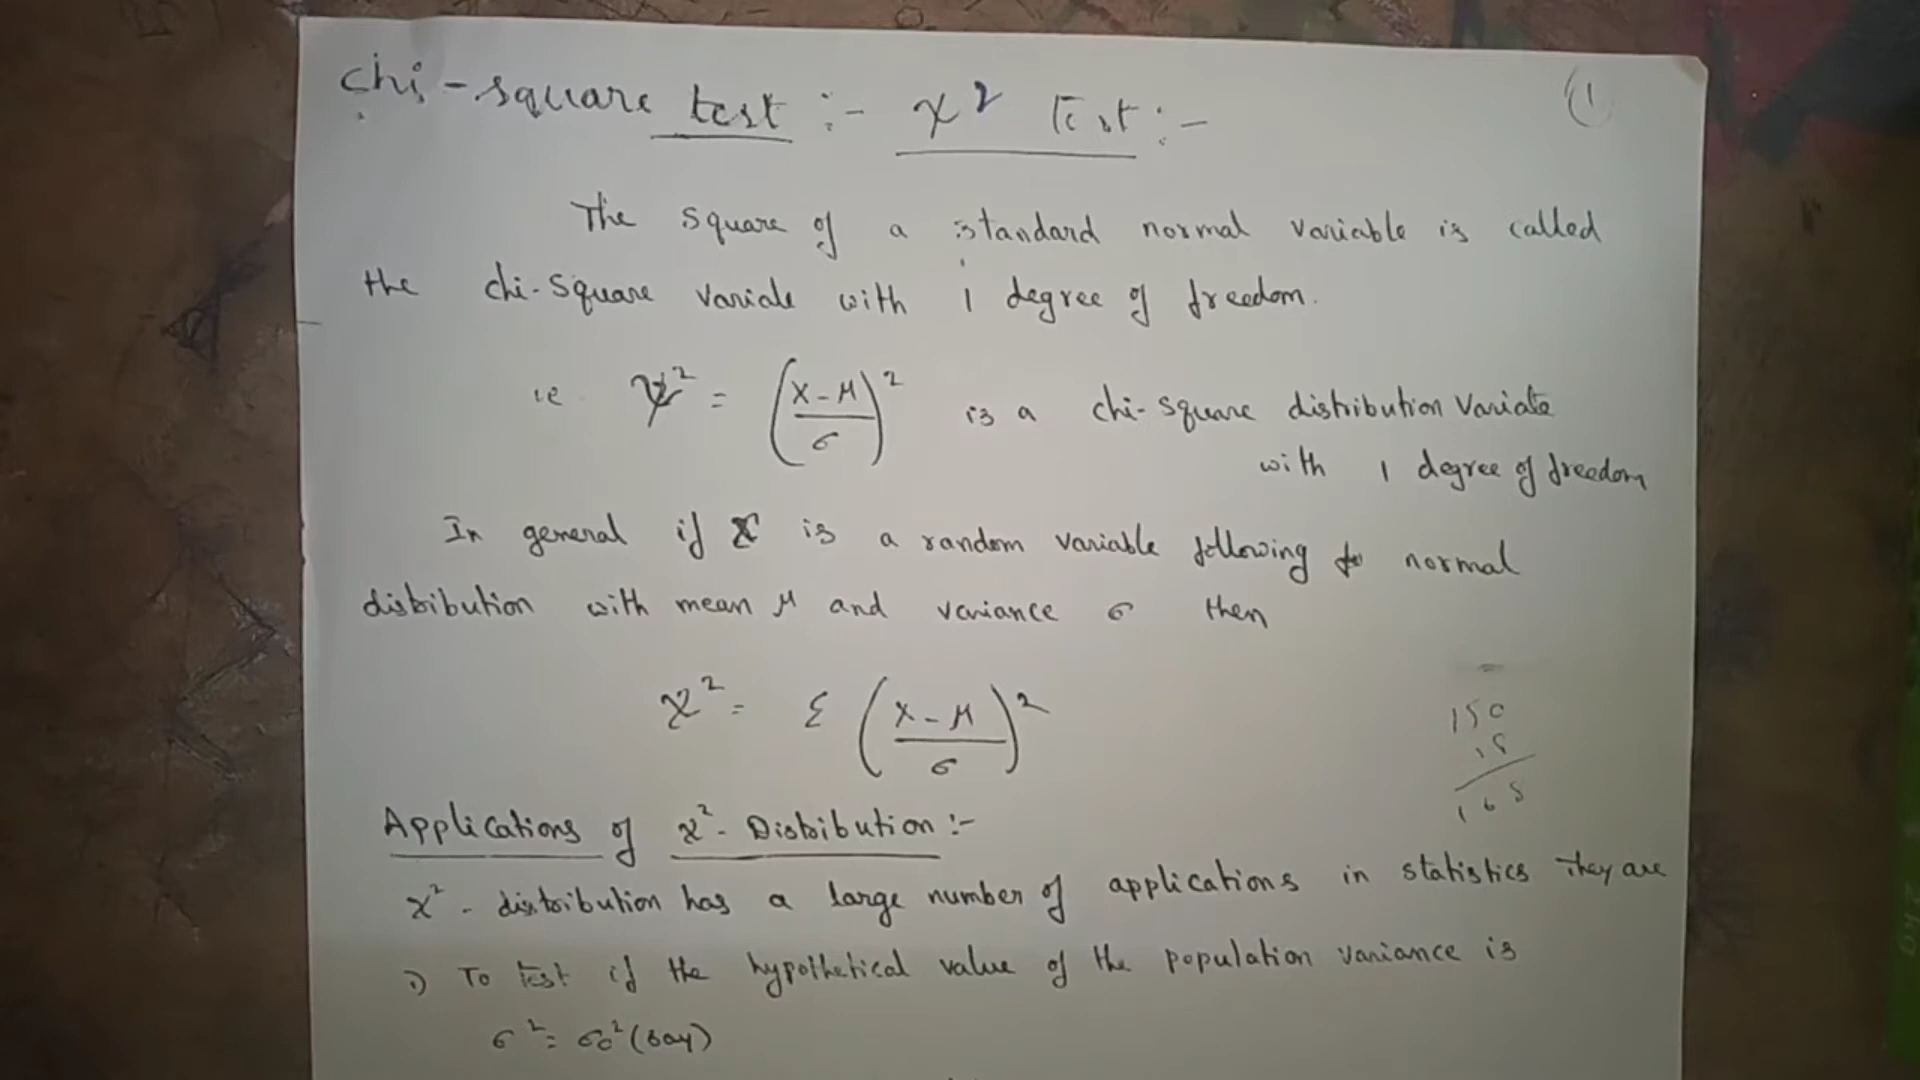 chi-square test :- χ² Test :-
①
The square of a standard normal variable is called
the chi-square variate with 1 degree of freedom.
ie χ² = (X-μ/σ)² is a chi-square distribution variate
with 1 degree of freedom
In general if X is a random variable following to normal
distribution with mean μ and variance σ then
χ² = Σ (X-μ/σ)²
150
18
168
Applications of χ²- Distribution :-
χ² - distribution has a large number of applications in statistics They are
1) To test if the hypothetical value of the population variance is
σ² = σ0² (say)